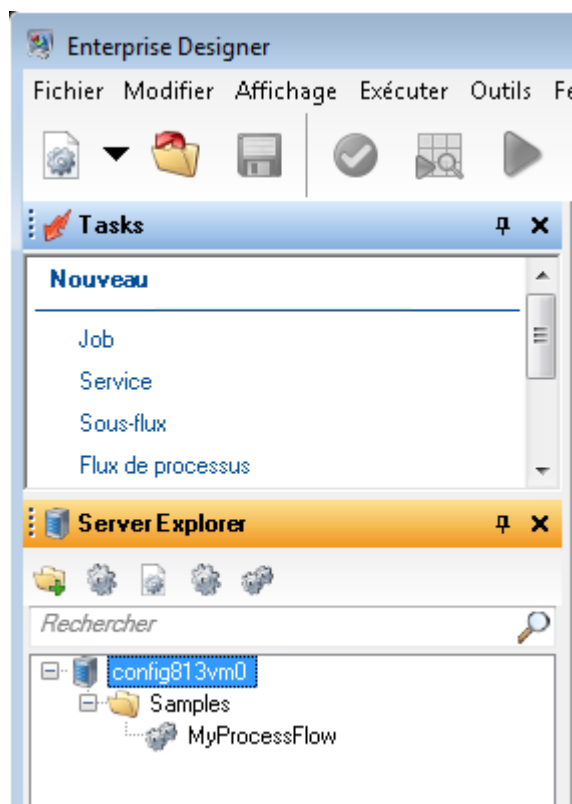 Enterprise Designer
Fichier Modifier Affichage Exécuter Outils
Tasks
Nouveau
Job
Service
Sous-flux
Flux de processus
Server Explorer
Rechercher
config813vm0
Samples
MyProcessFlow